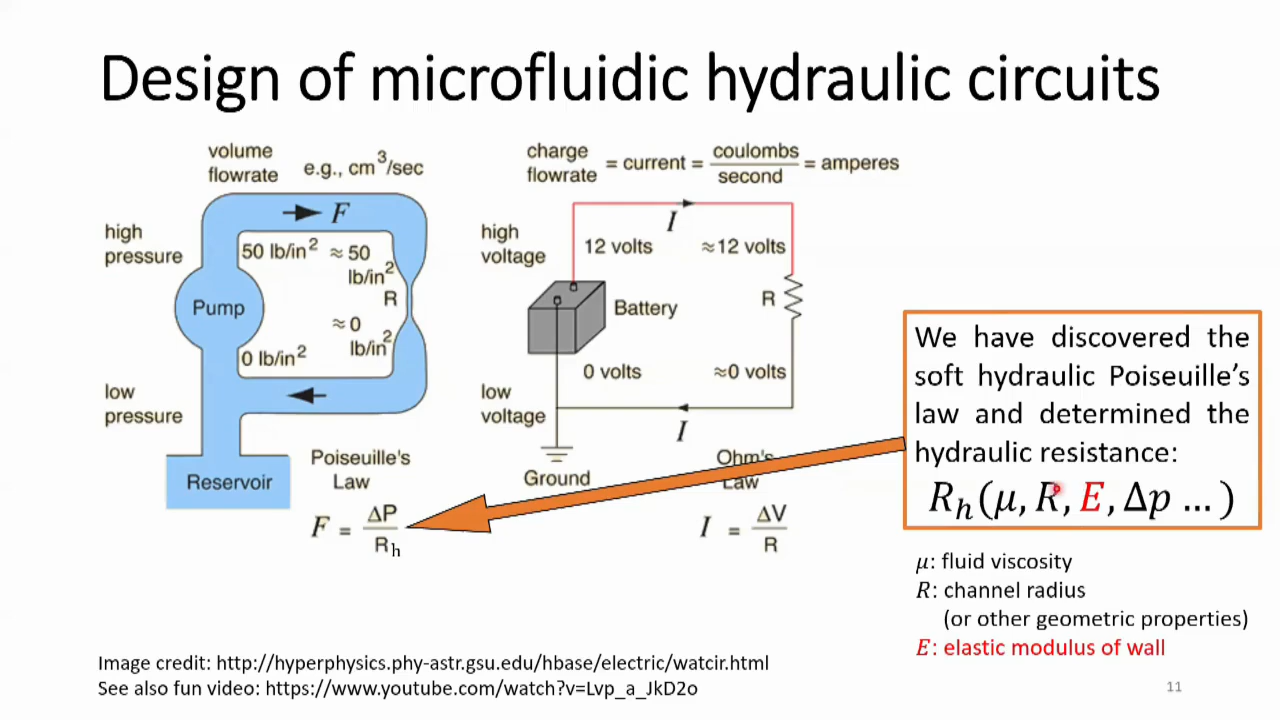 Design of microfluidic hydraulic circuits
volume
flowrate
e.g., cm³/sec
F
high
pressure
50 lb/in²
≈ 50
lb/in²
R
Pump
≈ 0
lb/in²
0 lb/in²
low
pressure
Reservoir
Poiseuille's
Law
F = ΔP / Rₕ
charge
flowrate
= current = coulombs / second = amperes
I
high
voltage
12 volts
≈12 volts
Battery
R
0 volts
≈0 volts
low
voltage
I
Ground
Ohm's
Law
I = ΔV / R
We have discovered the
soft hydraulic Poiseuille's
law and determined the
hydraulic resistance:
Rₕ(μ, R, E, Δp ...)
μ: fluid viscosity
R: channel radius
(or other geometric properties)
E: elastic modulus of wall
Image credit: http://hyperphysics.phy-astr.gsu.edu/hbase/electric/watcir.html
See also fun video: https://www.youtube.com/watch?v=Lvp_a_JkD2o
11